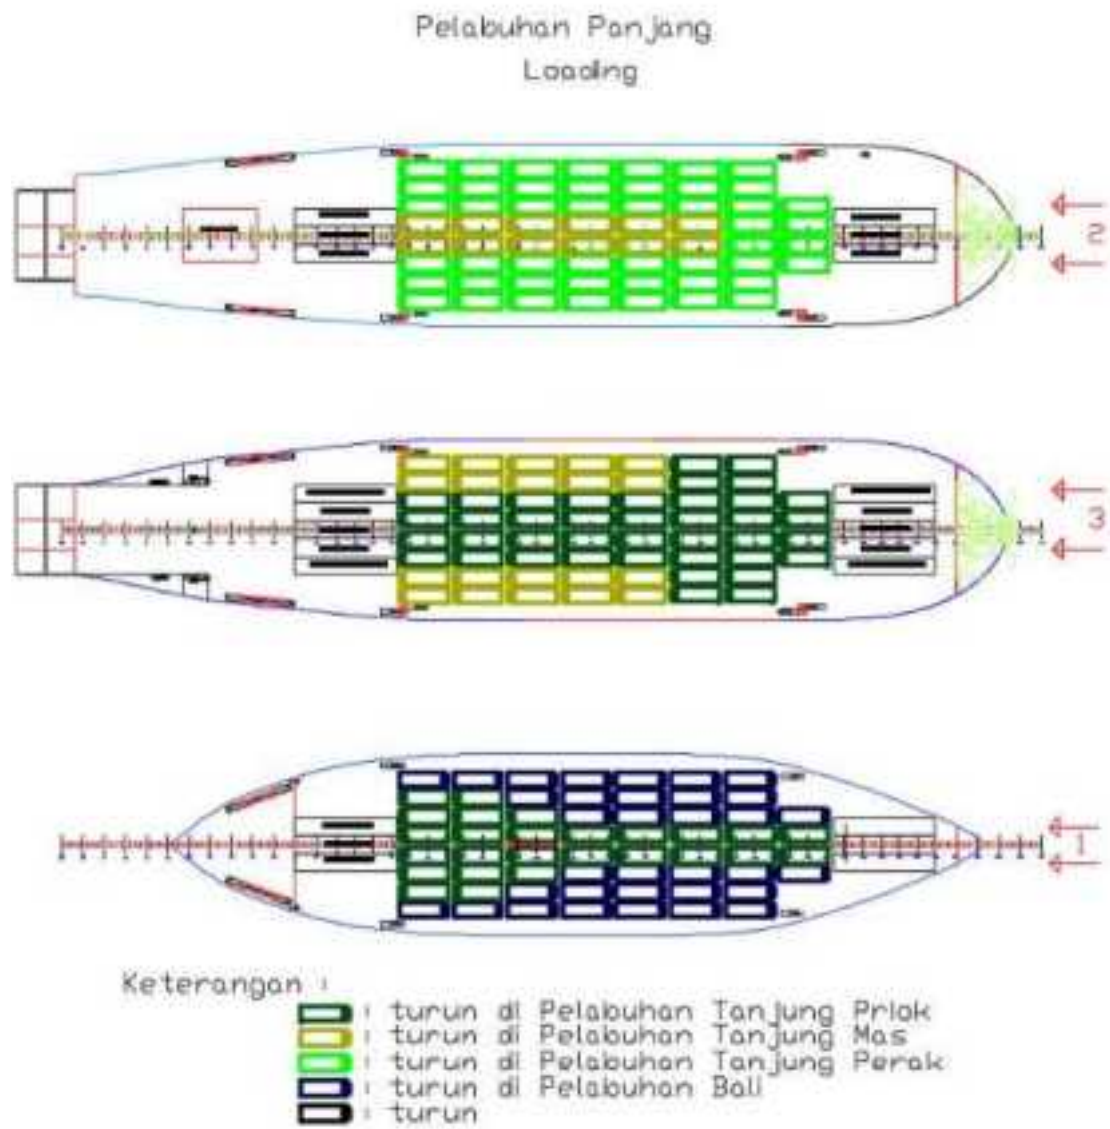 Pelabuhan Panjang
Loading
2
3
1
Keterangan :
: turun di Pelabuhan Tanjung Priok
: turun di Pelabuhan Tanjung Mas
: turun di Pelabuhan Tanjung Perak
: turun di Pelabuhan Bali
: turun